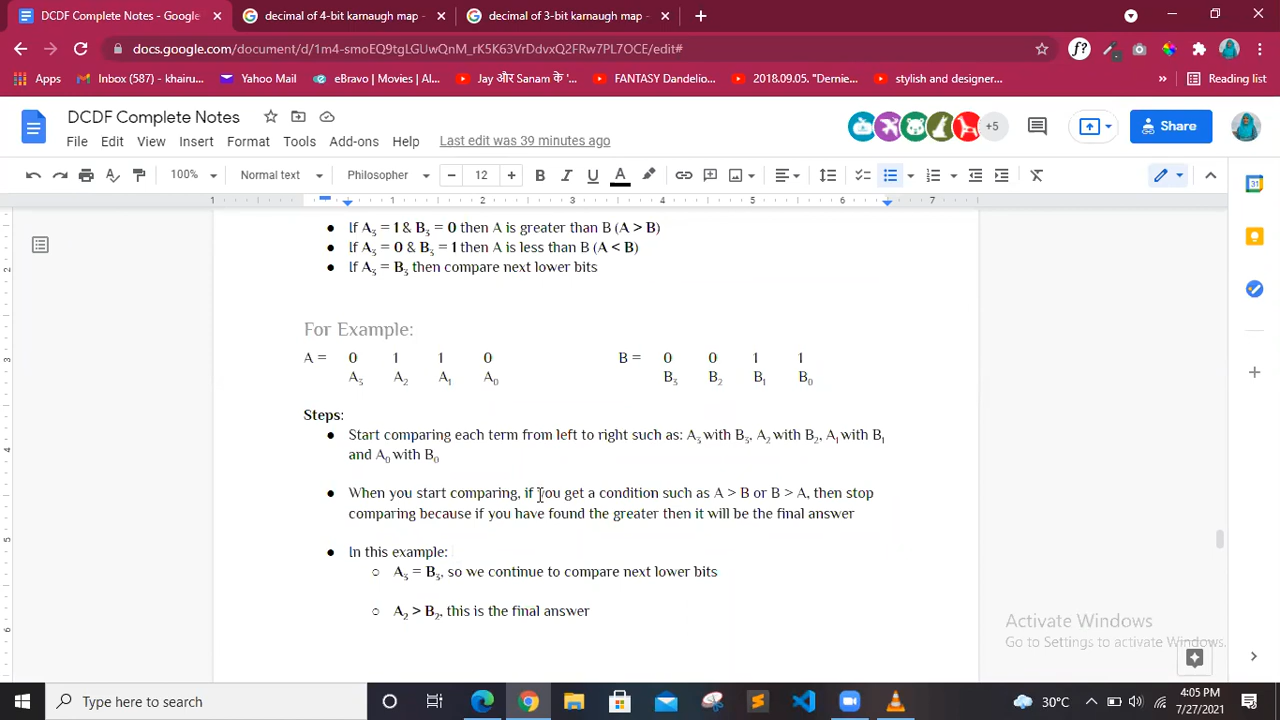 DCDF Complete Notes - Google
decimal of 4-bit karnaugh map -
decimal of 3-bit karnaugh map -
docs.google.com/document/d/1m4-smoEQ9tgLGUwQnM_rK5K63VrDdvxQ2FRw7PL7OCE/edit#
Apps Inbox (587) - khairu... Yahoo Mail eBravo | Movies | Al... Jay और Sanam के '... FANTASY Dandelio... 2018.09.05. "Dernie... stylish and designer... » Reading list
DCDF Complete Notes
+5 Share
File Edit View Insert Format Tools Add-ons Help Last edit was 39 minutes ago
100% Normal text Philosopher 12
1 1 2 3 4 5 6 7
If A₃ = 1 & B₃ = 0 then A is greater than B (A > B)
If A₃ = 0 & B₃ = 1 then A is less than B (A < B)
If A₃ = B₃ then compare next lower bits
For Example:
A = 0 1 1 0 B = 0 0 1 1
A₃ A₂ A₁ A₀ B₃ B₂ B₁ B₀
Steps:
Start comparing each term from left to right such as: A₃ with B₃, A₂ with B₂, A₁ with B₁
and A₀ with B₀
When you start comparing, if you get a condition such as A > B or B > A, then stop
comparing because if you have found the greater then it will be the final answer
In this example:
A₃ = B₃, so we continue to compare next lower bits
A₂ > B₂, this is the final answer
Activate Windows
Go to Settings to activate Windows.
Type here to search
30°C
4:05 PM
7/27/2021